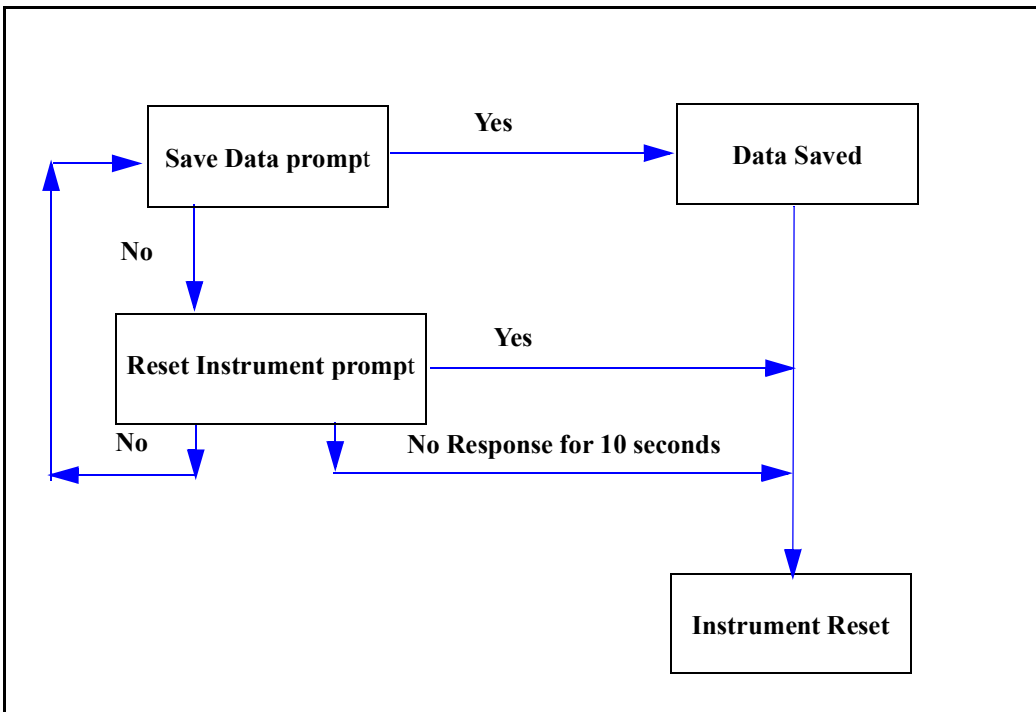 Yes
Save Data prompt
Data Saved
No
Yes
Reset Instrument prompt
No
No Response for 10 seconds
Instrument Reset